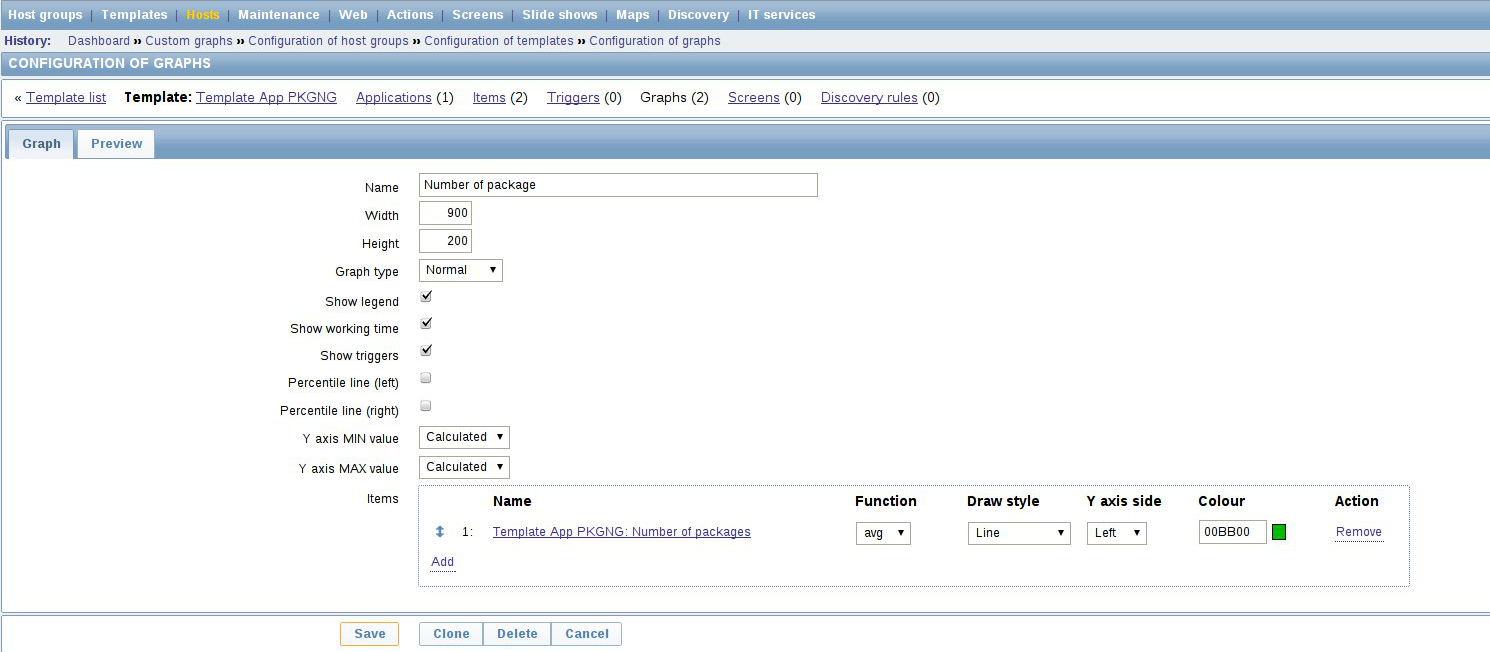 Host groups | Templates | Hosts | Maintenance | Web | Actions | Screens | Slide shows | Maps | Discovery | IT services
History: Dashboard » Custom graphs » Configuration of host groups » Configuration of templates » Configuration of graphs
CONFIGURATION OF GRAPHS
« Template list Template: Template App PKGNG Applications (1) Items (2) Triggers (0) Graphs (2) Screens (0) Discovery rules (0)
Graph Preview
Name Number of package
Width 900
Height 200
Graph type Normal
Show legend
Show working time
Show triggers
Percentile line (left)
Percentile line (right)
Y axis MIN value Calculated
Y axis MAX value Calculated
Items Name Function Draw style Y axis side Colour Action
1: Template App PKGNG: Number of packages avg Line Left 00BB00 Remove
Add
Save Clone Delete Cancel